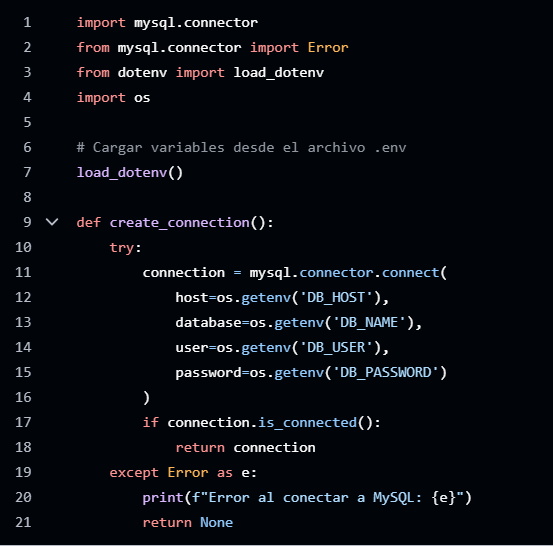 1 import mysql.connector
2 from mysql.connector import Error
3 from dotenv import load_dotenv
4 import os
5
6 # Cargar variables desde el archivo .env
7 load_dotenv()
8
9 def create_connection():
10     try:
11         connection = mysql.connector.connect(
12             host=os.getenv('DB_HOST'),
13             database=os.getenv('DB_NAME'),
14             user=os.getenv('DB_USER'),
15             password=os.getenv('DB_PASSWORD')
16         )
17         if connection.is_connected():
18             return connection
19     except Error as e:
20         print(f"Error al conectar a MySQL: {e}")
21         return None